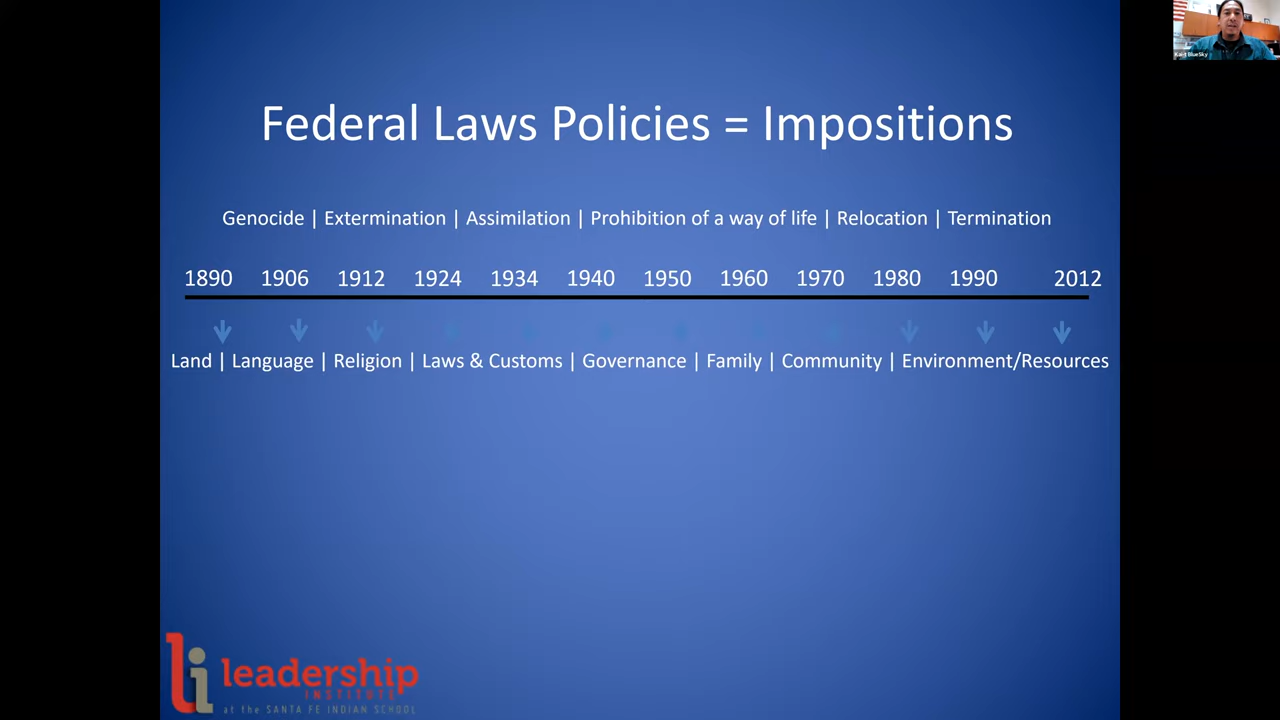 Federal Laws Policies = Impositions
Genocide | Extermination | Assimilation | Prohibition of a way of life | Relocation | Termination
1890 1906 1912 1924 1934 1940 1950 1960 1970 1980 1990 2012
Land | Language | Religion | Laws & Customs | Governance | Family | Community | Environment/Resources
li leadership
INSTITUTE
at the SANTA FE INDIAN SCHOOL